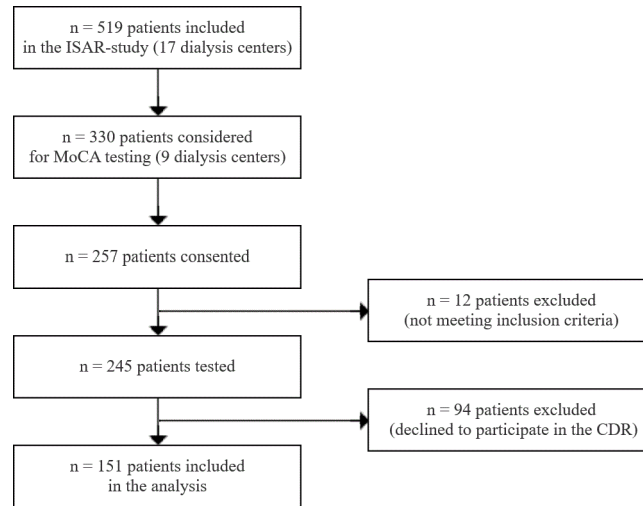 n = 519 patients included
in the ISAR-study (17 dialysis centers)
n = 330 patients considered
for MoCA testing (9 dialysis centers)
n = 257 patients consented
n = 12 patients excluded
(not meeting inclusion criteria)
n = 245 patients tested
n = 94 patients excluded
(declined to participate in the CDR)
n = 151 patients included
in the analysis